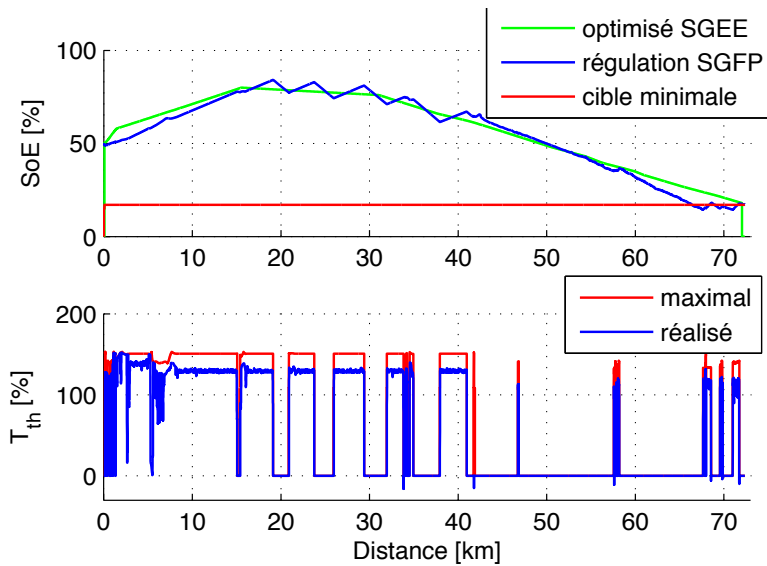 optimisé SGEE
régulation SGFP
cible minimale
100
50
0
SoE [%]
0 10 20 30 40 50 60 70
maximal
réalisé
200
100
0
T_th [%]
0 10 20 30 40 50 60 70
Distance [km]